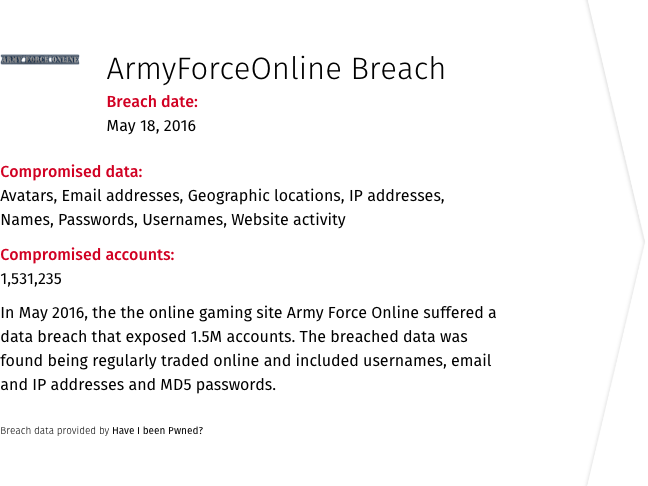 ARMY FORCE ONLINE
ArmyForceOnline Breach
Breach date:
May 18, 2016
Compromised data:
Avatars, Email addresses, Geographic locations, IP addresses,
Names, Passwords, Usernames, Website activity
Compromised accounts:
1,531,235
In May 2016, the the online gaming site Army Force Online suffered a
data breach that exposed 1.5M accounts. The breached data was
found being regularly traded online and included usernames, email
and IP addresses and MD5 passwords.
Breach data provided by Have I been Pwned?